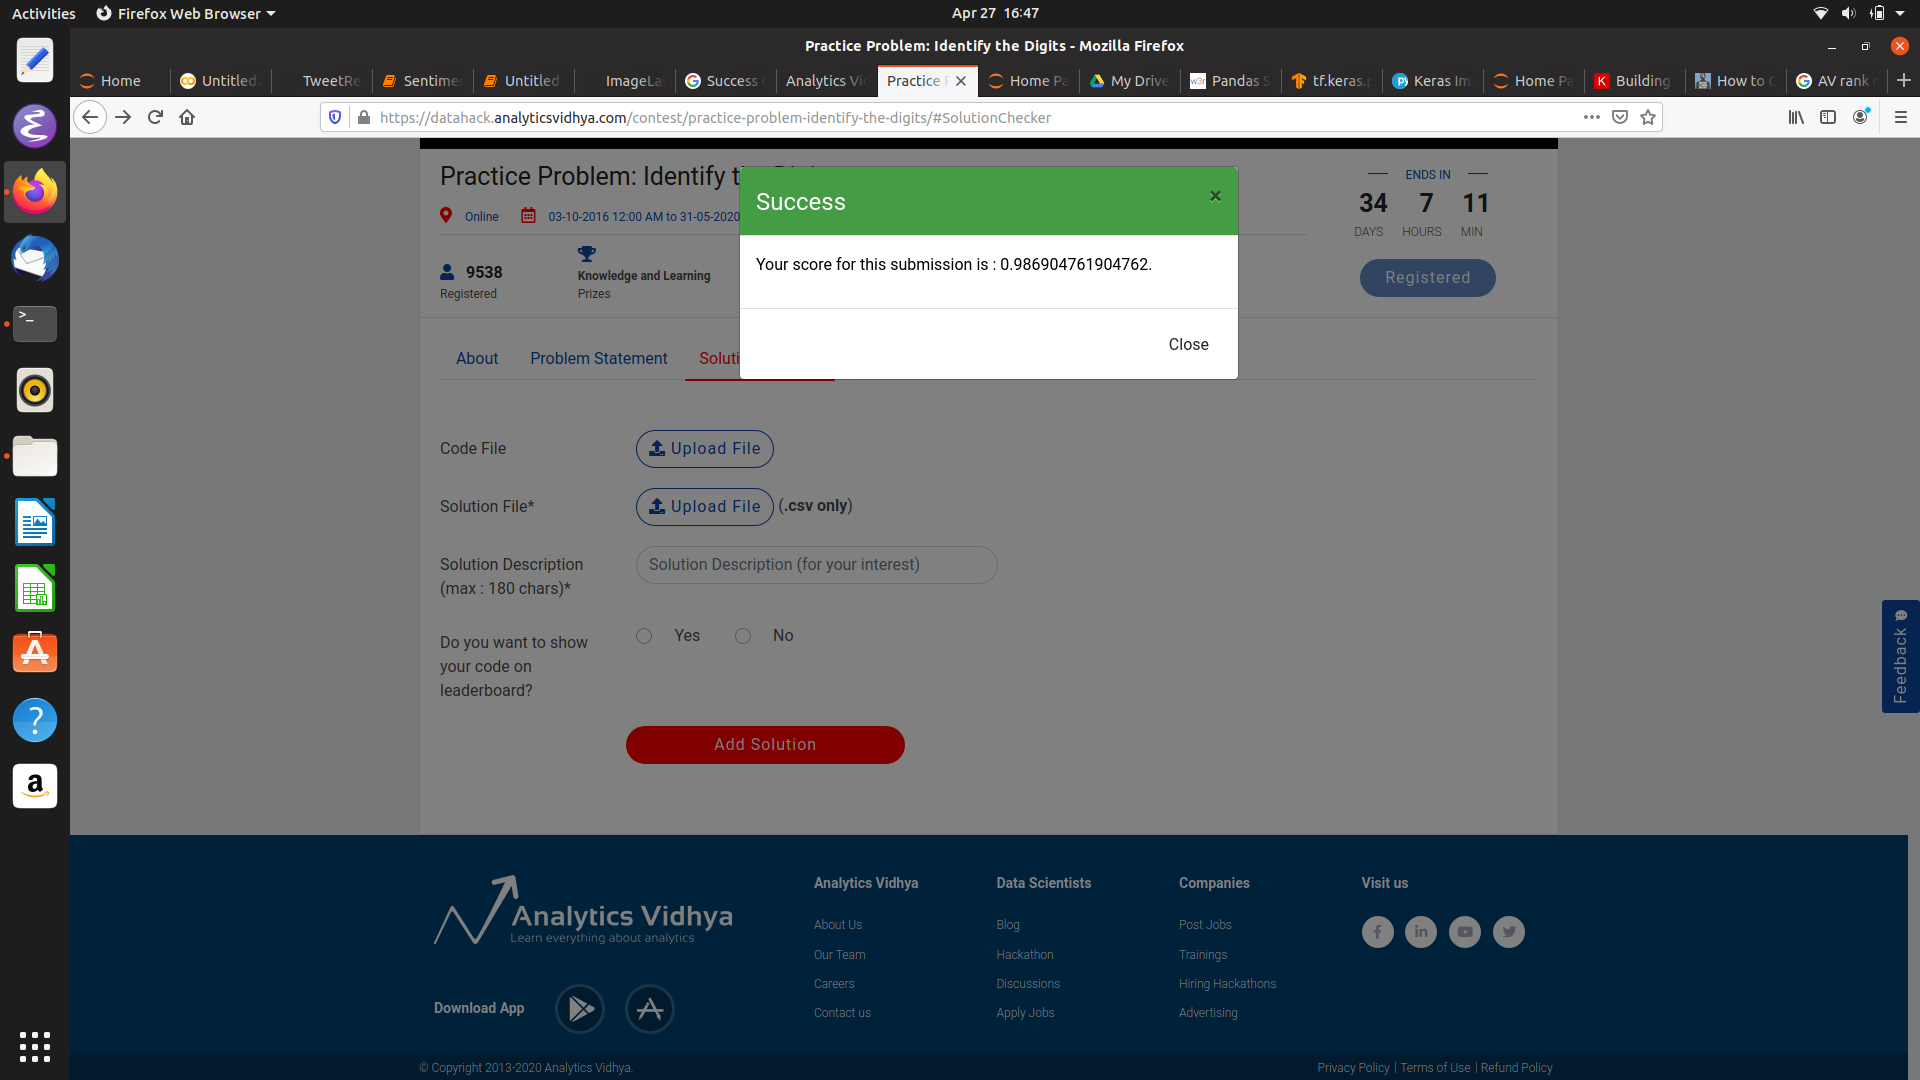 Activities
Firefox Web Browser
Apr 27 16:47
Practice Problem: Identify the Digits - Mozilla Firefox
Home
Untitled
TweetRe
Sentime
Untitled
ImageLa
Success
Analytics Vi
Practice
Home Pa
My Drive
Pandas S
tf.keras.
Keras Im
Home Pa
Building
How to
AV rank
https://datahack.analyticsvidhya.com/contest/practice-problem-identify-the-digits/#SolutionChecker
Practice Problem: Identify t
Online
03-10-2016 12:00 AM to 31-05-2020
9538
Registered
Knowledge and Learning
Prizes
ENDS IN
34 7 11
DAYS HOURS MIN
Registered
Success
×
Your score for this submission is : 0.986904761904762.
Close
About
Problem Statement
Soluti
Code File
Upload File
Solution File*
Upload File (.csv only)
Solution Description
(max : 180 chars)*
Solution Description (for your interest)
Do you want to show
your code on
leaderboard?
Yes
No
Add Solution
Feedback
Analytics Vidhya
Learn everything about analytics
Download App
Analytics Vidhya
About Us
Our Team
Careers
Contact us
Data Scientists
Blog
Hackathon
Discussions
Apply Jobs
Companies
Post Jobs
Trainings
Hiring Hackathons
Advertising
Visit us
© Copyright 2013-2020 Analytics Vidhya.
Privacy Policy | Terms of Use | Refund Policy